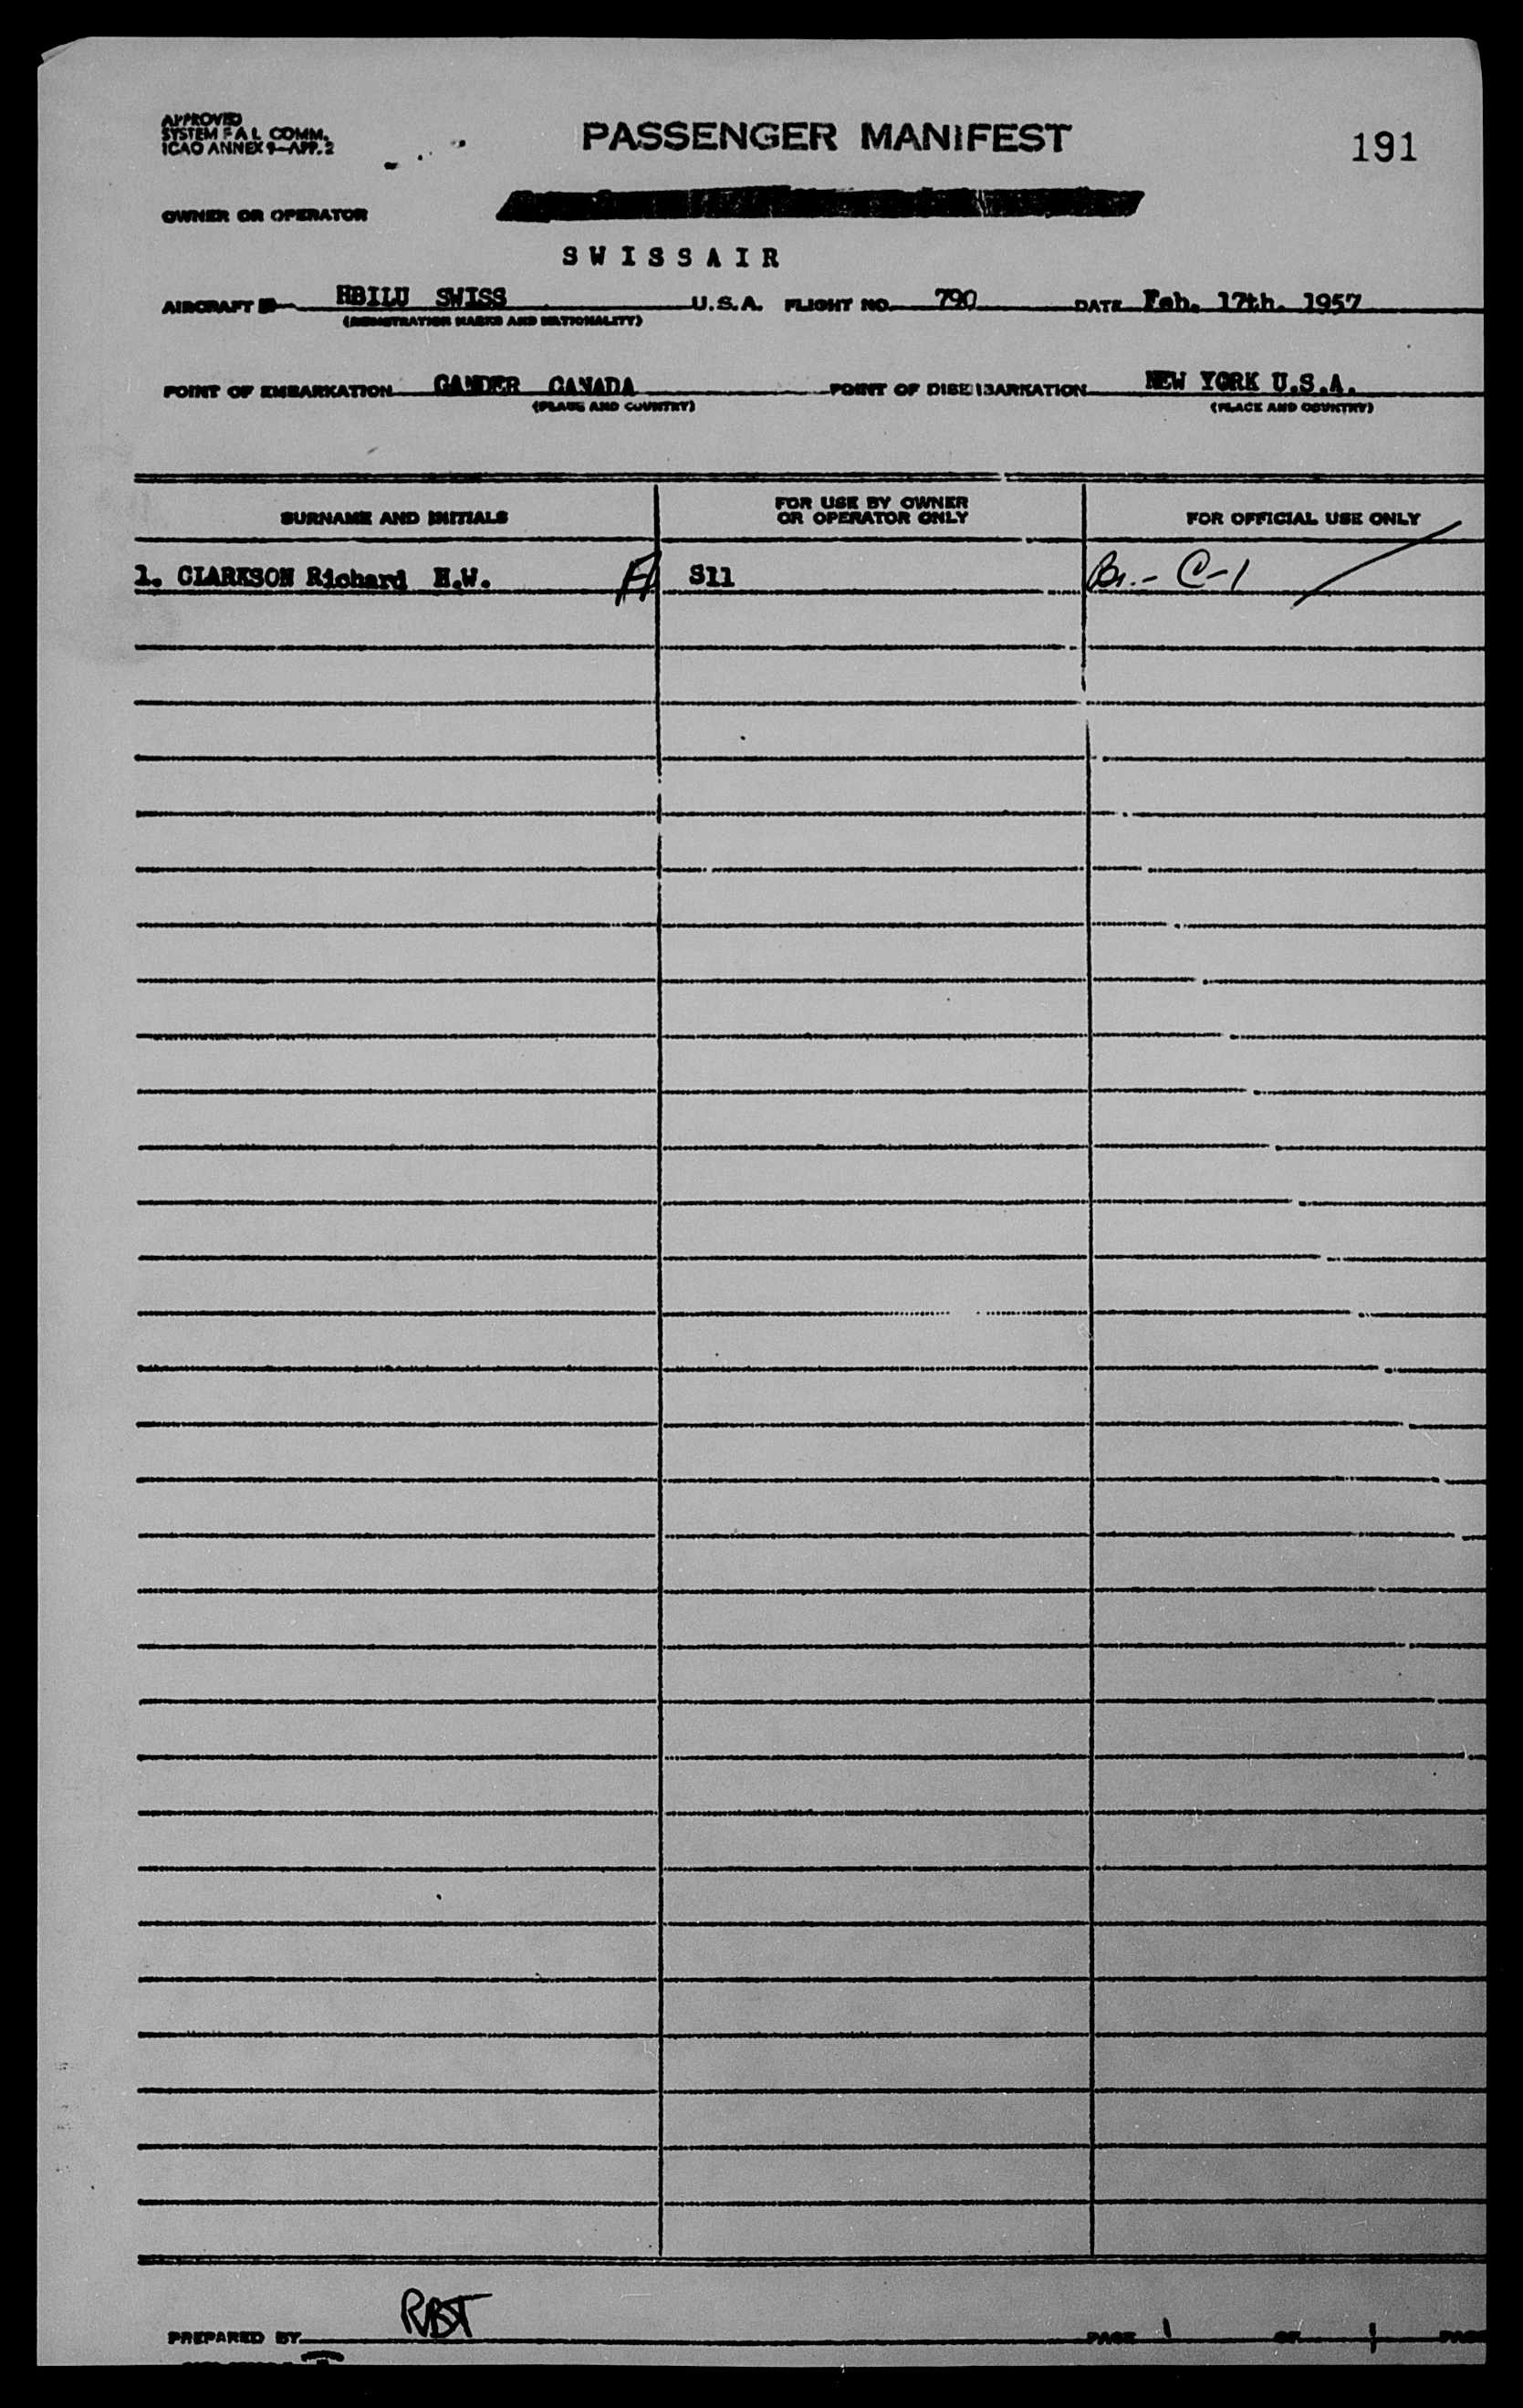 APPROVED
SYSTEM F A L COMM.
ICAO ANNEX 9-APP. 2
PASSENGER MANIFEST
191
OWNER OR OPERATOR
SWISSAIR
AIRCRAFT HBILU SWISS U.S.A. FLIGHT NO. 790 DATE Feb. 17th. 1957
(REGISTRATION MARKS AND NATIONALITY)
POINT OF EMBARKATION GANDER CANADA POINT OF DISEMBARKATION NEW YORK U.S.A.
(PLACE AND COUNTRY) (PLACE AND COUNTRY)
SURNAME AND INITIALS FOR USE BY OWNER OR OPERATOR ONLY FOR OFFICIAL USE ONLY
1. CLARKSON Richard H.W. S11 Br.- C-1
PREPARED BY RBT PAGE 1 OF 1